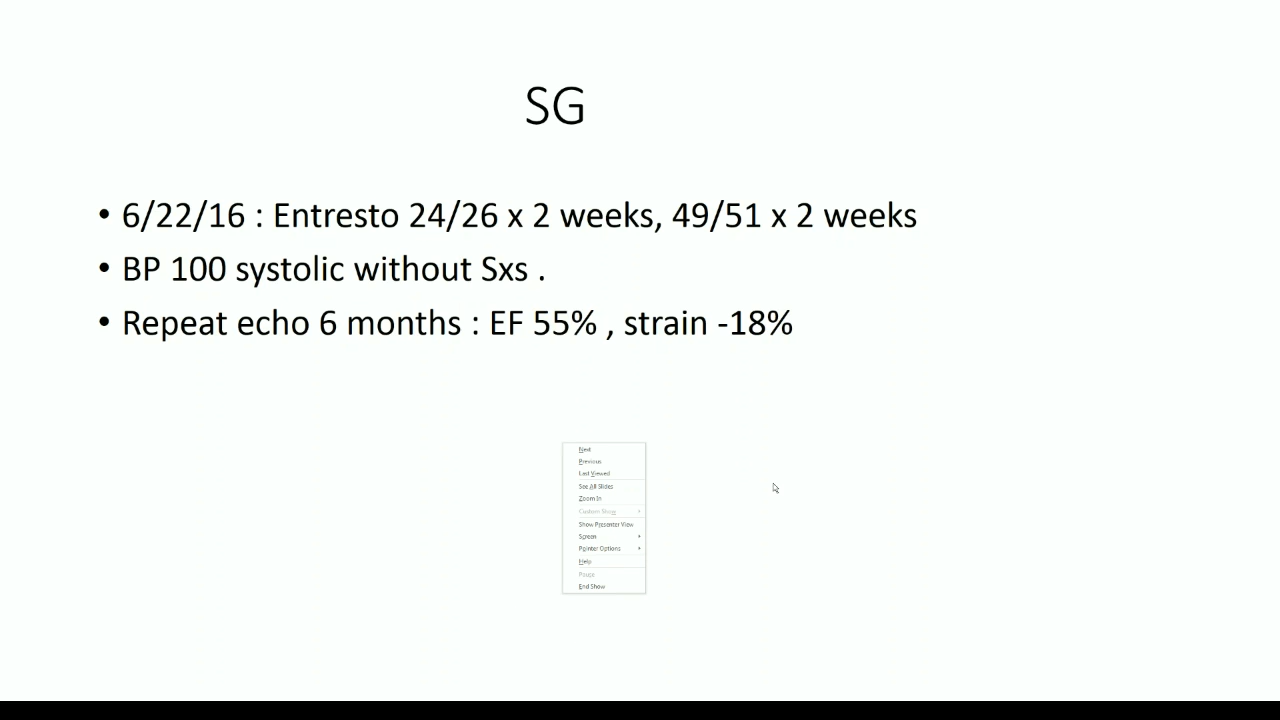 SG
• 6/22/16 : Entresto 24/26 x 2 weeks, 49/51 x 2 weeks
• BP 100 systolic without Sxs .
• Repeat echo 6 months : EF 55% , strain -18%
Next
Previous
Last Viewed
See All Slides
Zoom In
Custom Show
Show Presenter View
Screen
Pointer Options
Help
Pause
End Show